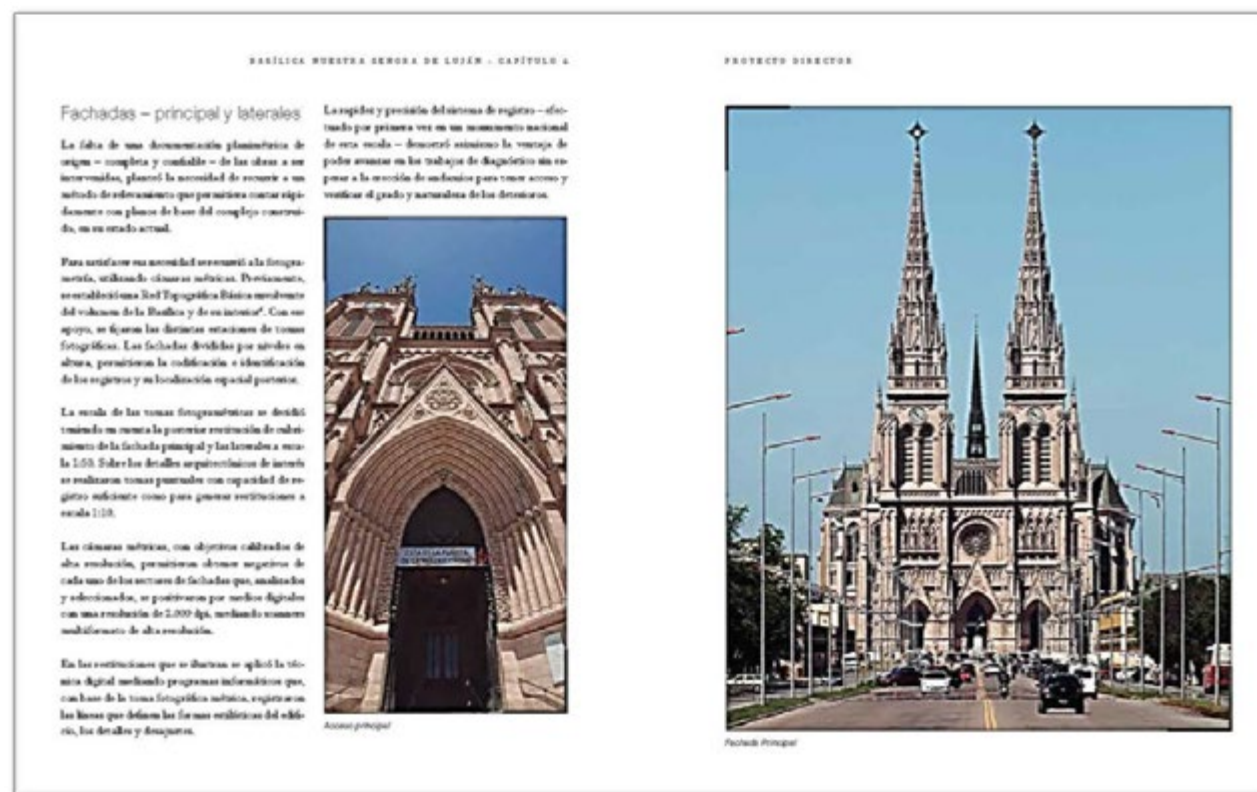 BASÍLICA NUESTRA SEÑORA DE LUJÁN - CAPÍTULO 4
Fachadas – principal y laterales
La falta de una documentación planimétrica de
origen – completa y confiable – de las obras a ser
intervenidas, planteó la necesidad de recurrir a un
método de relevamiento que permitiera contar rápi-
damente con planos de base del complejo construi-
do, en su estado actual.
Para satisfacer esa necesidad se recurrió a la fotogra-
metría, utilizando cámaras métricas. Previamente,
se estableció una Red Topográfica Básica envolvente
del volumen de la Basílica y de su interior⁴. Con ese
apoyo, se fijaron las distintas estaciones de tomas
fotográficas. Las fachadas divididas por niveles en
altura, permitieron la codificación e identificación
de los registros y su localización espacial posterior.
La escala de las tomas fotogramétricas se decidió
teniendo en cuenta la posterior restitución de cubri-
miento de la fachada principal y las laterales a esca-
la 1:50. Sobre los detalles arquitectónicos de interés
se realizaron tomas puntuales con capacidad de re-
gistro suficiente como para generar restituciones a
escala 1:10.
Las cámaras métricas, con objetivos calibrados de
alta resolución, permitieron obtener negativos de
cada uno de los sectores de fachadas que, analizados
y seleccionados, se positivaron por medios digitales
con una resolución de 2.000 dpi, mediando scanners
multiformato de alta resolución.
En las restituciones que se ilustran se aplicó la téc-
nica digital mediando programas informáticos que,
con base de la toma fotográfica métrica, registraron
las líneas que definen las formas estilísticas del edifi-
cio, los detalles y desajustes.
La rapidez y precisión del sistema de registro – efec-
tuado por primera vez en un monumento nacional
de esta escala – demostró asimismo la ventaja de
poder avanzar en los trabajos de diagnóstico sin es-
perar a la erección de andamios para tener acceso y
verificar el grado y naturaleza de los deterioros.
Acceso principal
PROYECTO DIRECTOR
Fachada Principal